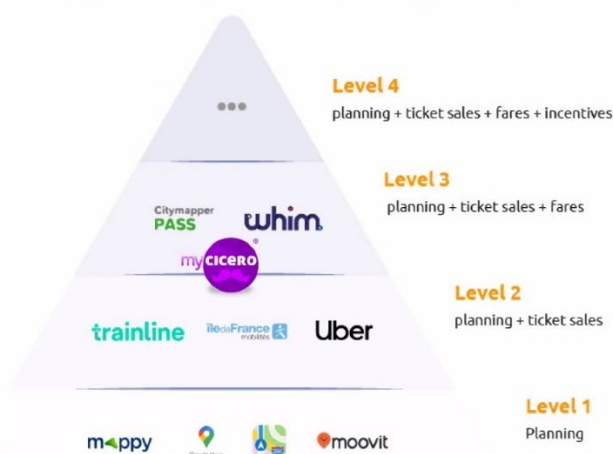 Level 4
planning + ticket sales + fares + incentives
Level 3
planning + ticket sales + fares
Citymapper
PASS
whim
mycicero
Level 2
planning + ticket sales
trainline
îledeFrance
mobilités
Uber
Level 1
Planning
mappy
moovit